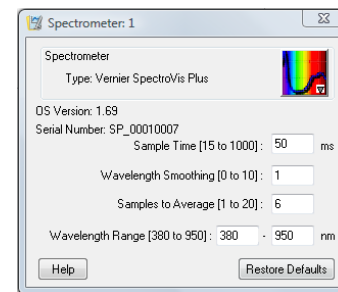 Spectrometer: 1
Spectrometer
Type: Vernier SpectroVis Plus
OS Version: 1.69
Serial Number: SP_00010007
Sample Time [15 to 1000] : 50 ms
Wavelength Smoothing [0 to 10] : 1
Samples to Average [1 to 20] : 6
Wavelength Range [380 to 950] : 380 - 950 nm
Help Restore Defaults